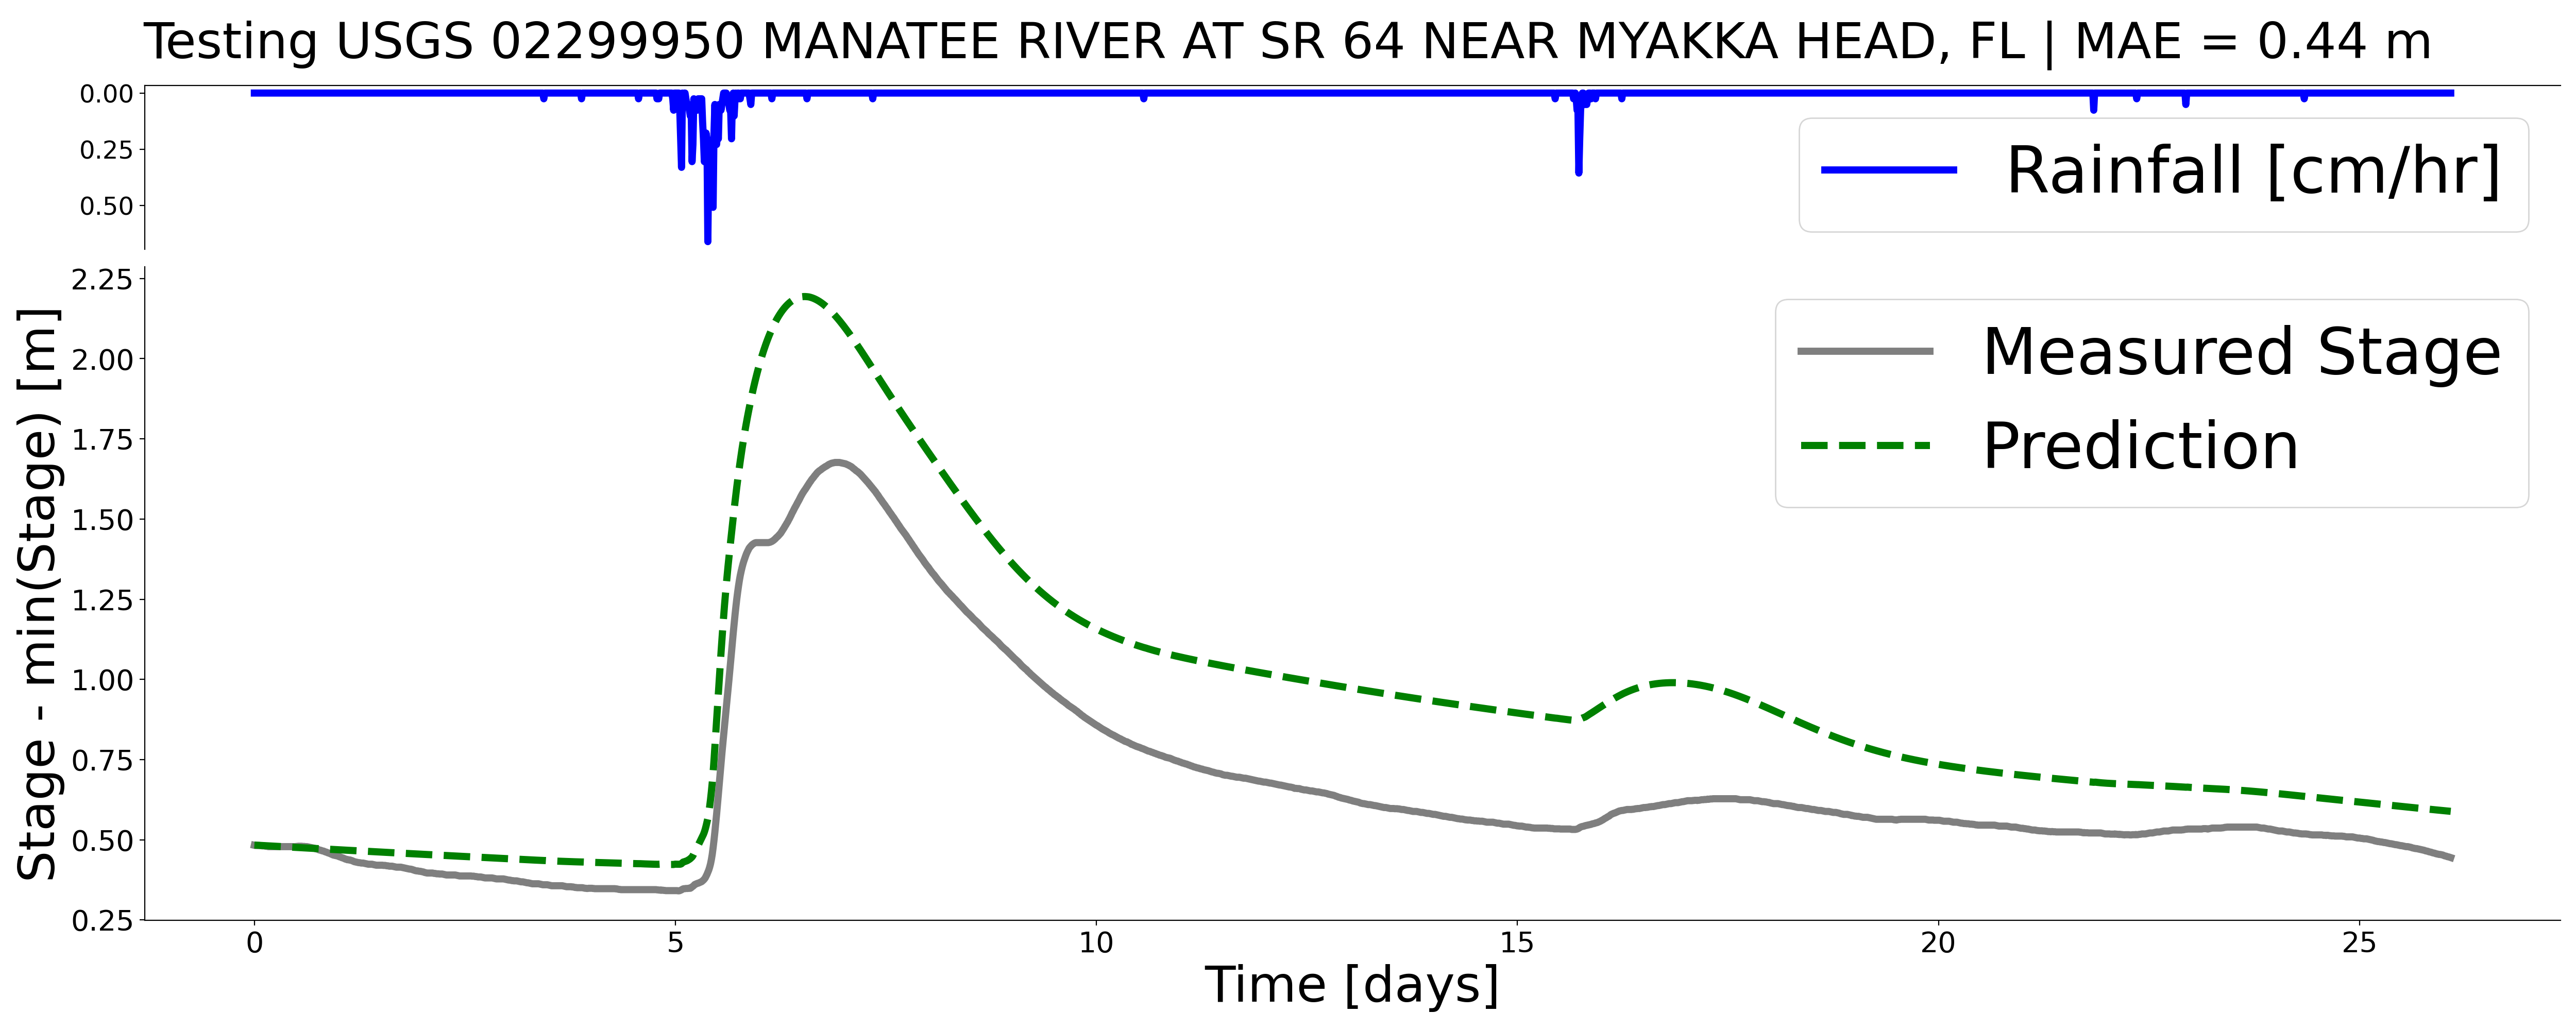 Testing USGS 02299950 MANATEE RIVER AT SR 64 NEAR MYAKKA HEAD, FL | MAE = 0.44 m
0.00
0.25
0.50
Rainfall [cm/hr]
2.25
2.00
1.75
1.50
1.25
1.00
0.75
0.50
0.25
Stage - min(Stage) [m]
Measured Stage
Prediction
0 5 10 15 20 25
Time [days]